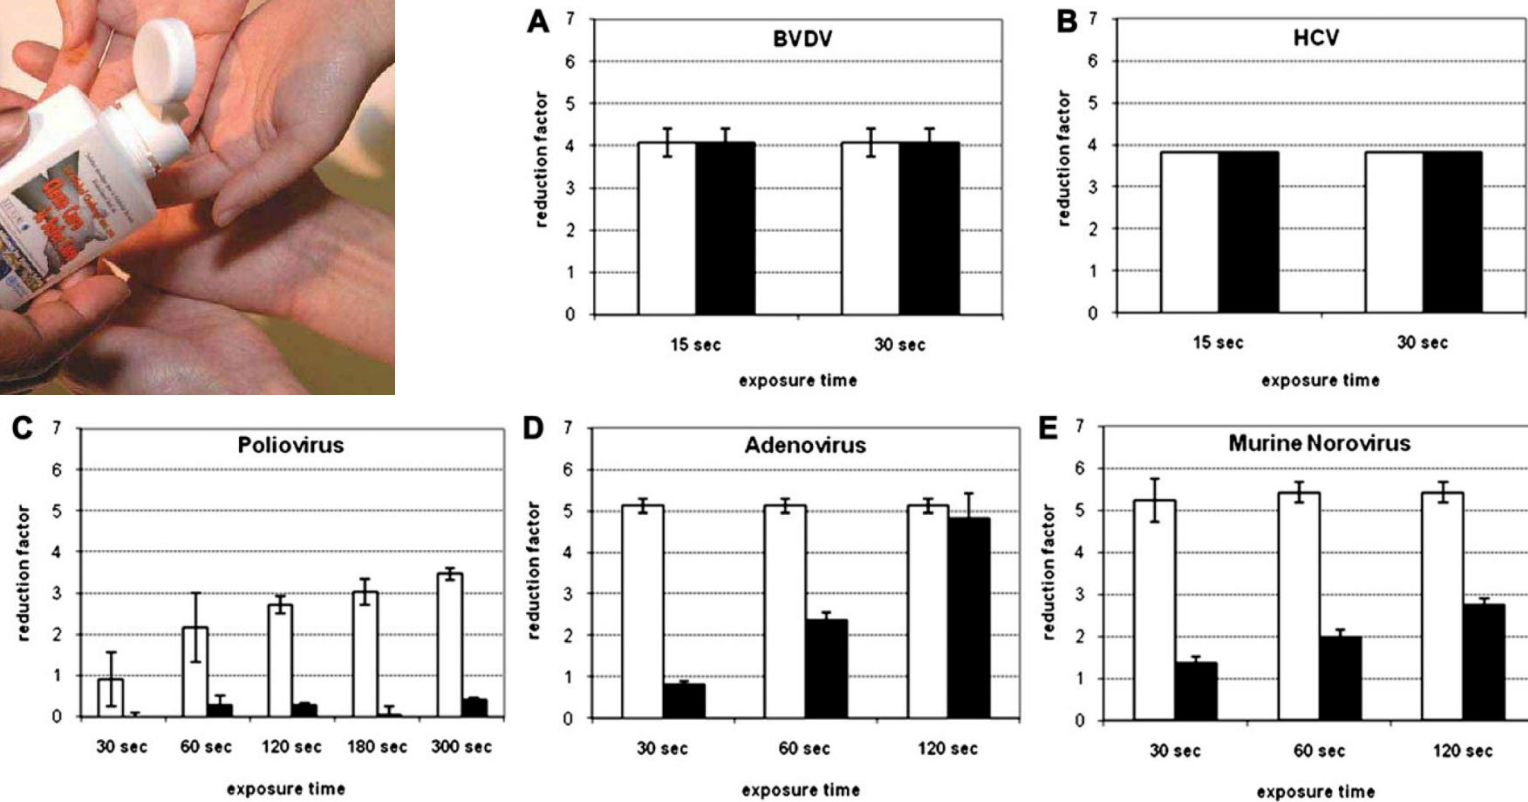 Clean Care
A
BVDV
reduction factor
7
6
5
4
3
2
1
0
15 sec 30 sec
exposure time
B
HCV
reduction factor
7
6
5
4
3
2
1
0
15 sec 30 sec
exposure time
C
Poliovirus
reduction factor
7
6
5
4
3
2
1
0
30 sec 60 sec 120 sec 180 sec 300 sec
exposure time
D
Adenovirus
reduction factor
7
6
5
4
3
2
1
0
30 sec 60 sec 120 sec
exposure time
E
Murine Norovirus
reduction factor
7
6
5
4
3
2
1
0
30 sec 60 sec 120 sec
exposure time